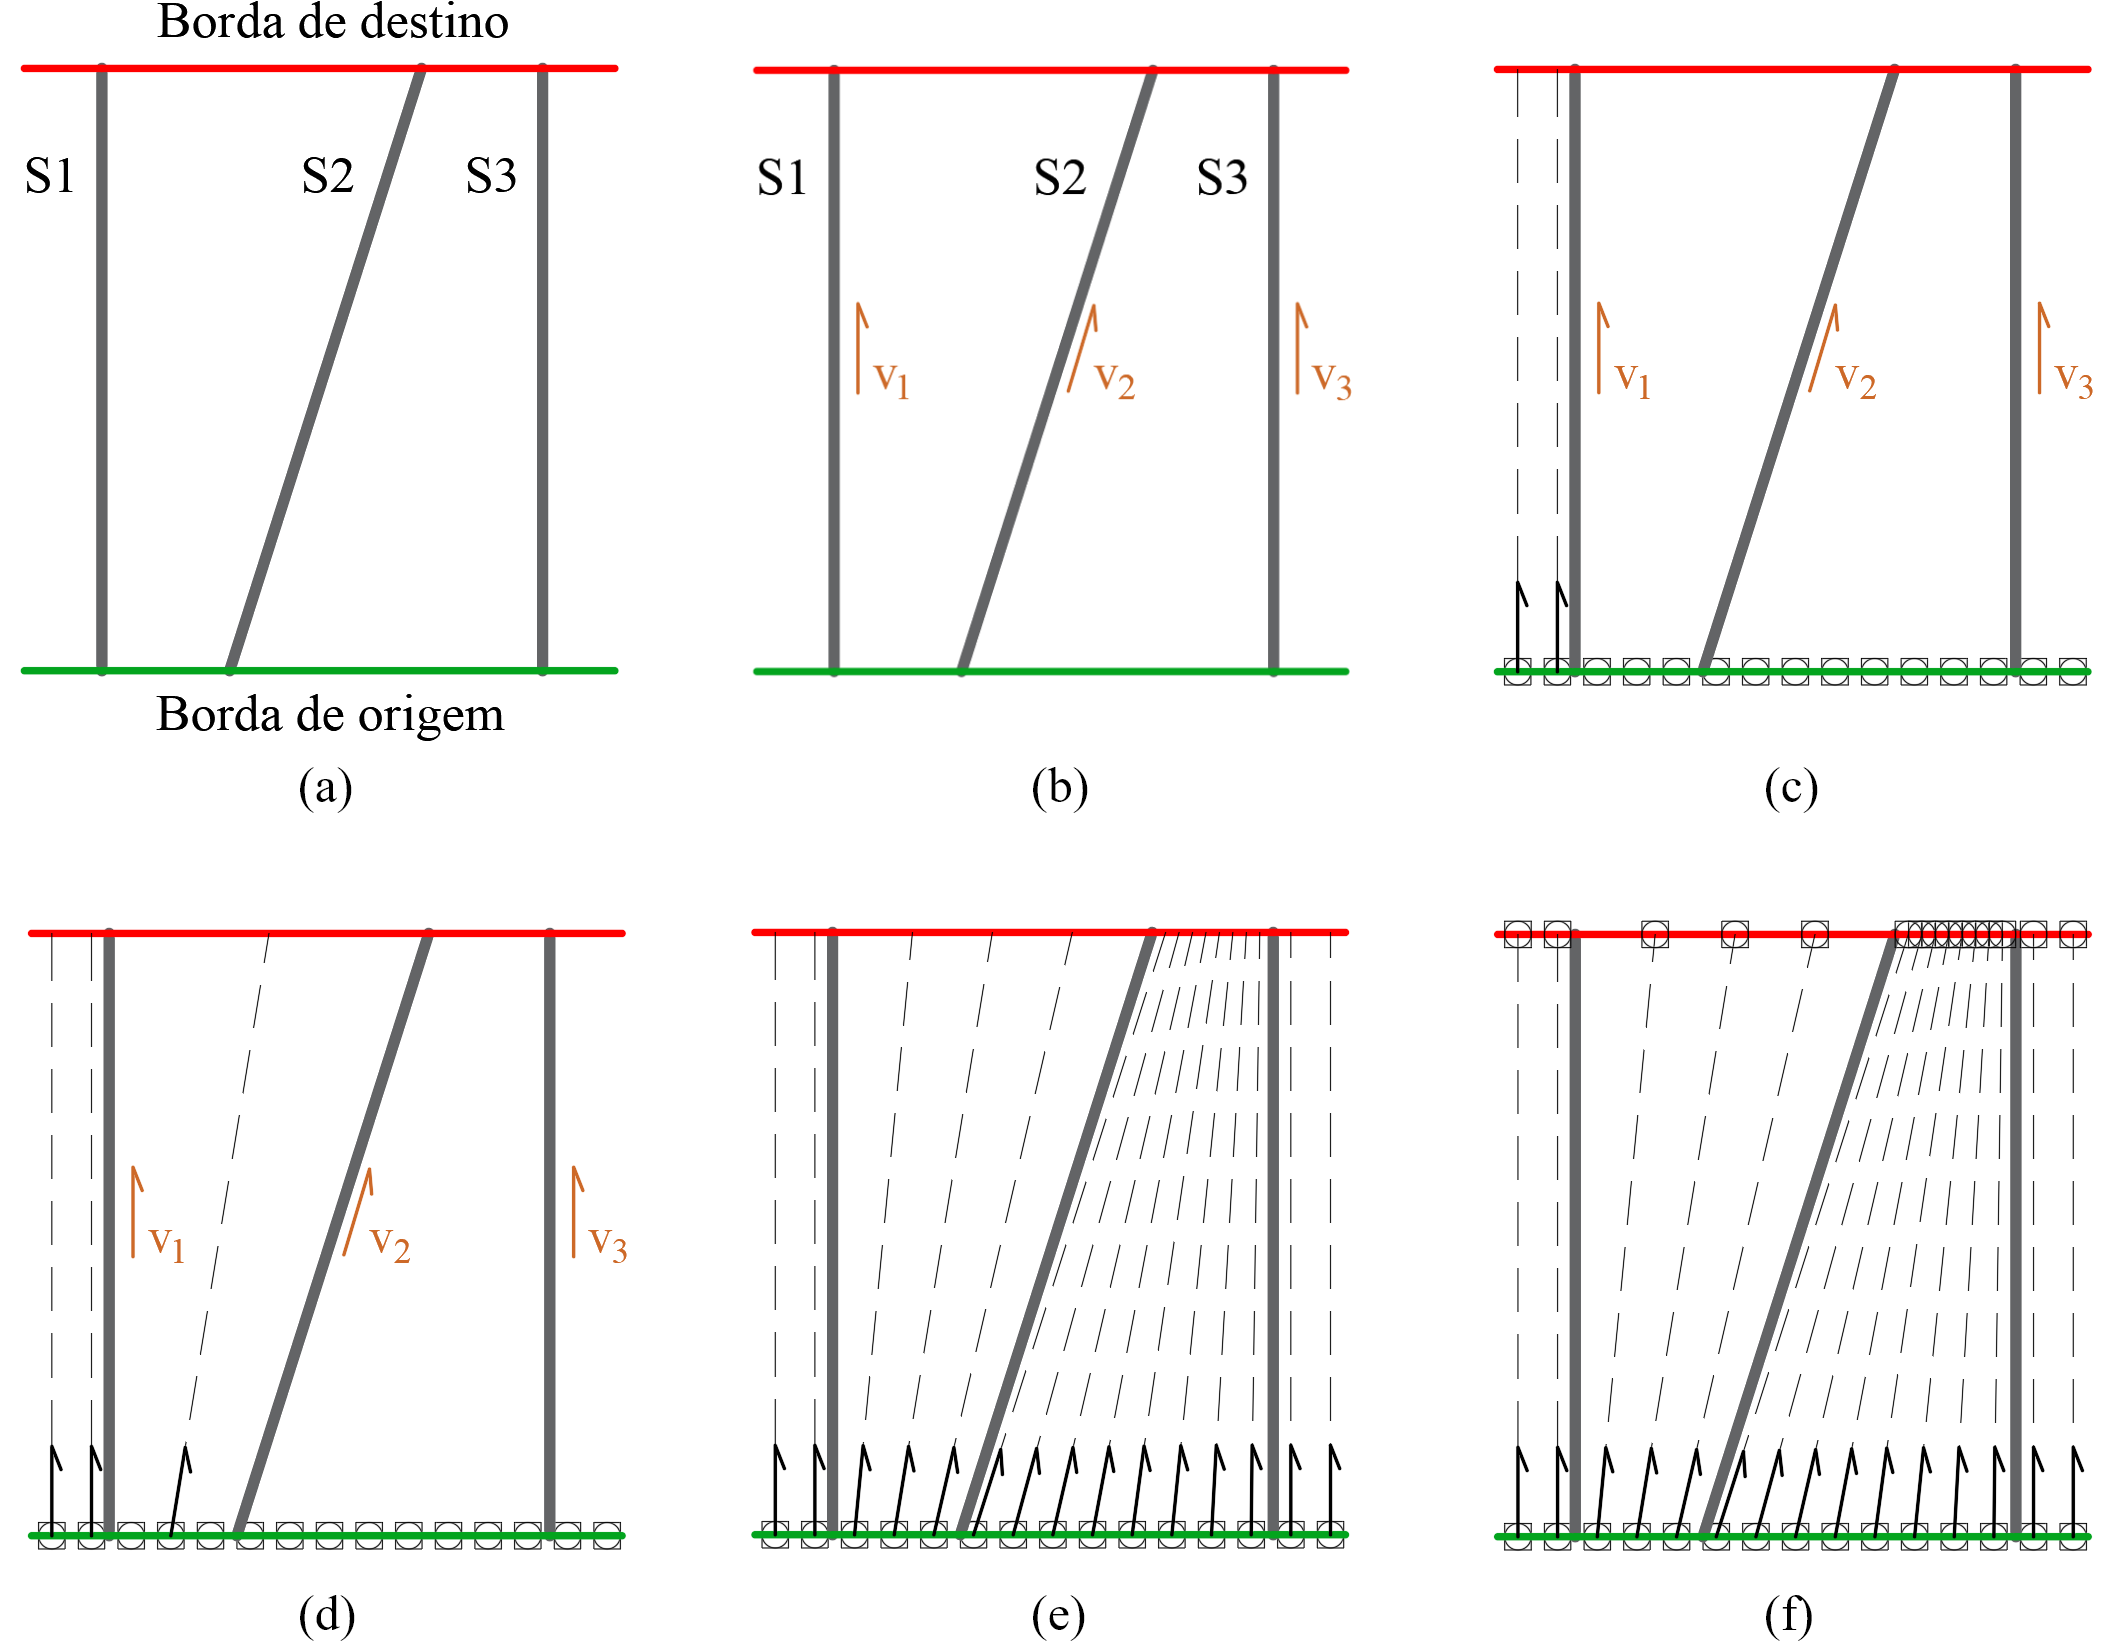 Borda de destino
S1 S2 S3
Borda de origem
(a)
S1 S2 S3
v1 v2 v3
(b)
v1 v2 v3
(c)
v1 v2 v3
(d)
(e)
(f)